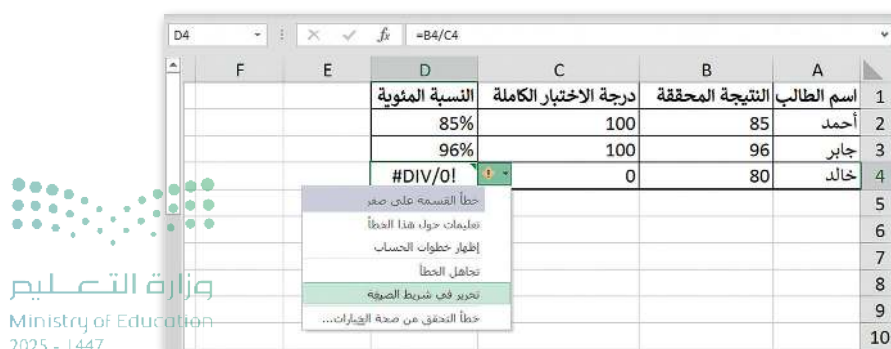 D4 fx =B4/C4
F E D C B A
1 اسم الطالب النتيجة المحققة درجة الاختبار الكاملة النسبة المئوية
2 أحمد 85 100 85%
3 جابر 96 100 96%
4 خالد 80 0 #DIV/0!
خطأ القسمة على صفر
5
تعليمات حول هذا الخطأ
6
إظهار خطوات الحساب
7
تجاهل الخطأ
8
تحرير في شريط الصيغة
9
خطأ التحقق من صحة الخيارات...
10
وزارة التعليم
Ministry of Education
2025 - 1447